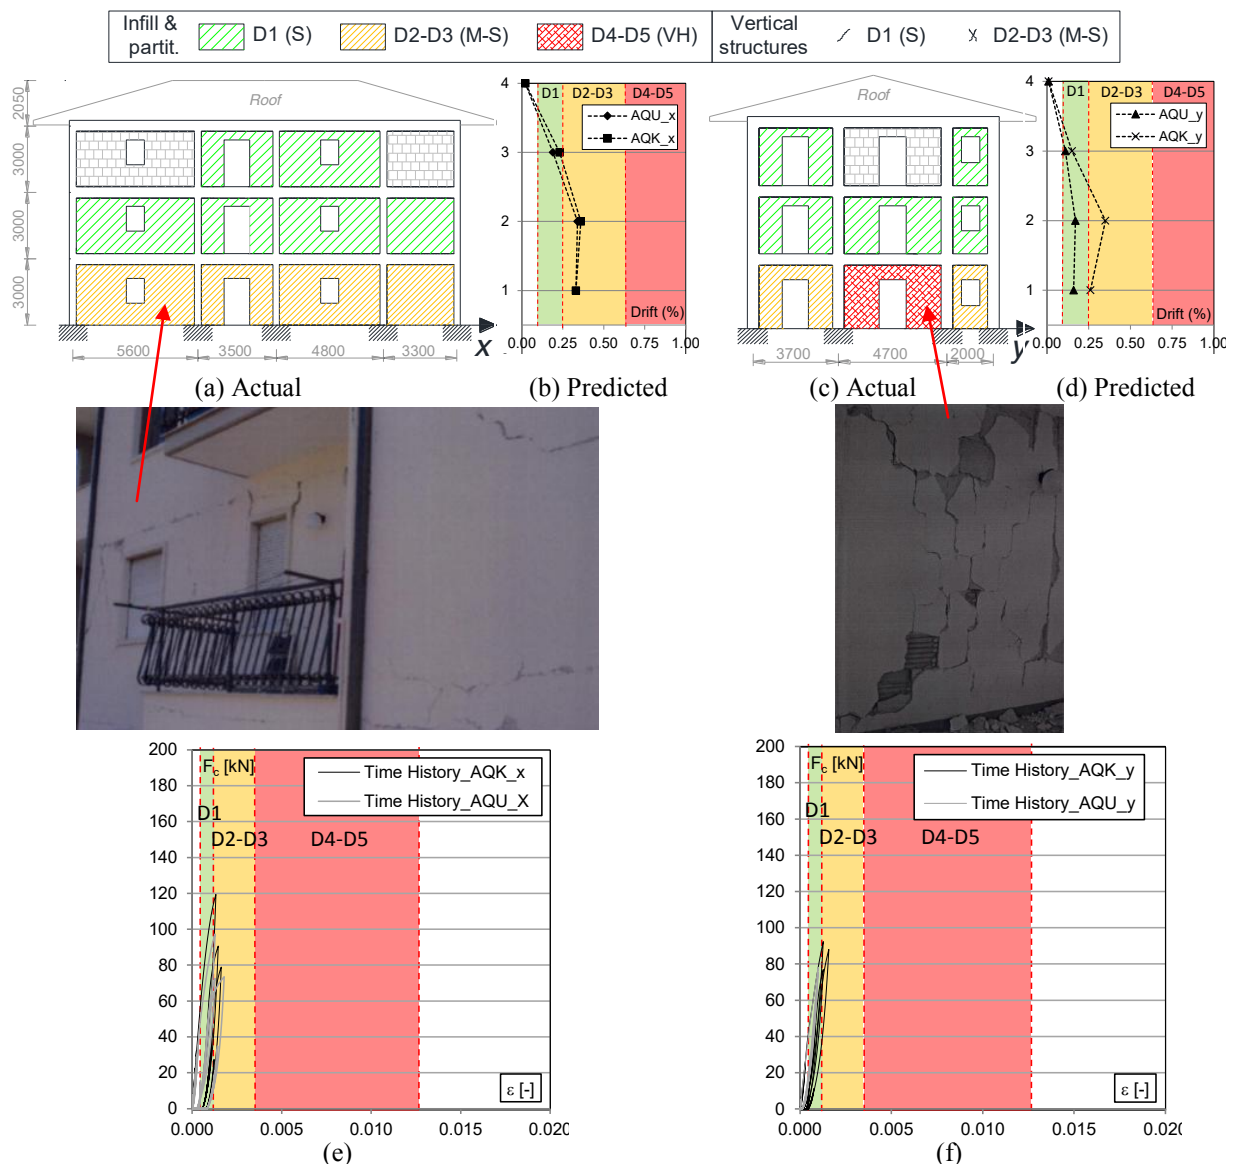 Infill & partit.
D1 (S)
D2-D3 (M-S)
D4-D5 (VH)
Vertical structures
D1 (S)
D2-D3 (M-S)
2050
3000
3000
3000
Roof
5600
3500
4800
3300
x
(a) Actual
4
3
2
1
D1
D2-D3
D4-D5
AQU_x
AQK_x
Drift (%)
0.00
0.25
0.50
0.75
1.00
(b) Predicted
Roof
3700
4700
2000
y
(c) Actual
4
3
2
1
D1
D2-D3
D4-D5
AQU_y
AQK_y
Drift (%)
0.00
0.25
0.50
0.75
1.00
(d) Predicted
200
180
160
140
120
100
80
60
40
20
0
Fc [kN]
D1
D2-D3
D4-D5
Time History_AQK_x
Time History_AQU_X
ε [-]
0.000
0.005
0.010
0.015
0.020
(e)
200
180
160
140
120
100
80
60
40
20
0
Fc [kN]
D1
D2-D3
D4-D5
Time History_AQK_y
Time History_AQU_y
ε [-]
0.000
0.005
0.010
0.015
0.020
(f)